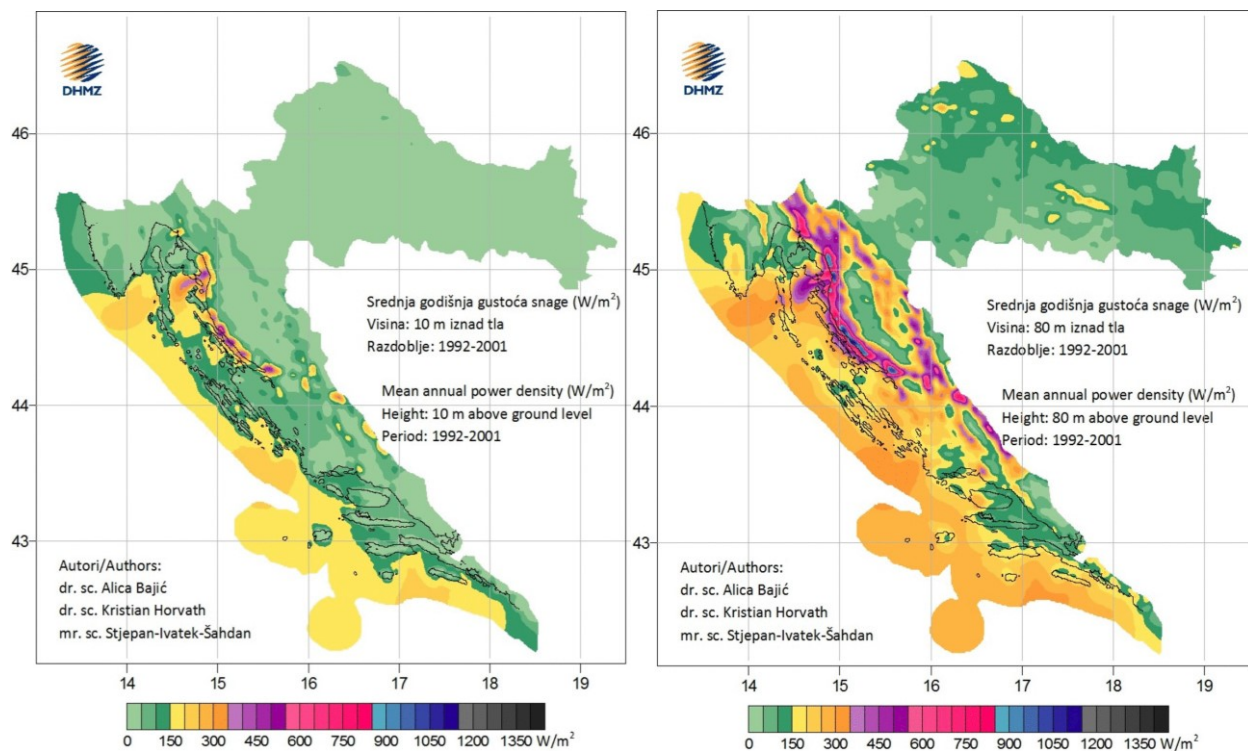 DHMZ
46
45
44
43
Srednja godišnja gustoća snage (W/m²)
Visina: 10 m iznad tla
Razdoblje: 1992-2001
Mean annual power density (W/m²)
Height: 10 m above ground level
Period: 1992-2001
Autori/Authors:
dr. sc. Alica Bajić
dr. sc. Kristian Horvath
mr. sc. Stjepan-Ivatek-Šahdan
14 15 16 17 18 19
0 150 300 450 600 750 900 1050 1200 1350 W/m²
DHMZ
46
45
44
43
Srednja godišnja gustoća snage (W/m²)
Visina: 80 m iznad tla
Razdoblje: 1992-2001
Mean annual power density (W/m²)
Height: 80 m above ground level
Period: 1992-2001
Autori/Authors:
dr. sc. Alica Bajić
dr. sc. Kristian Horvath
mr. sc. Stjepan-Ivatek-Šahdan
14 15 16 17 18 19
0 150 300 450 600 750 900 1050 1200 1350 W/m²